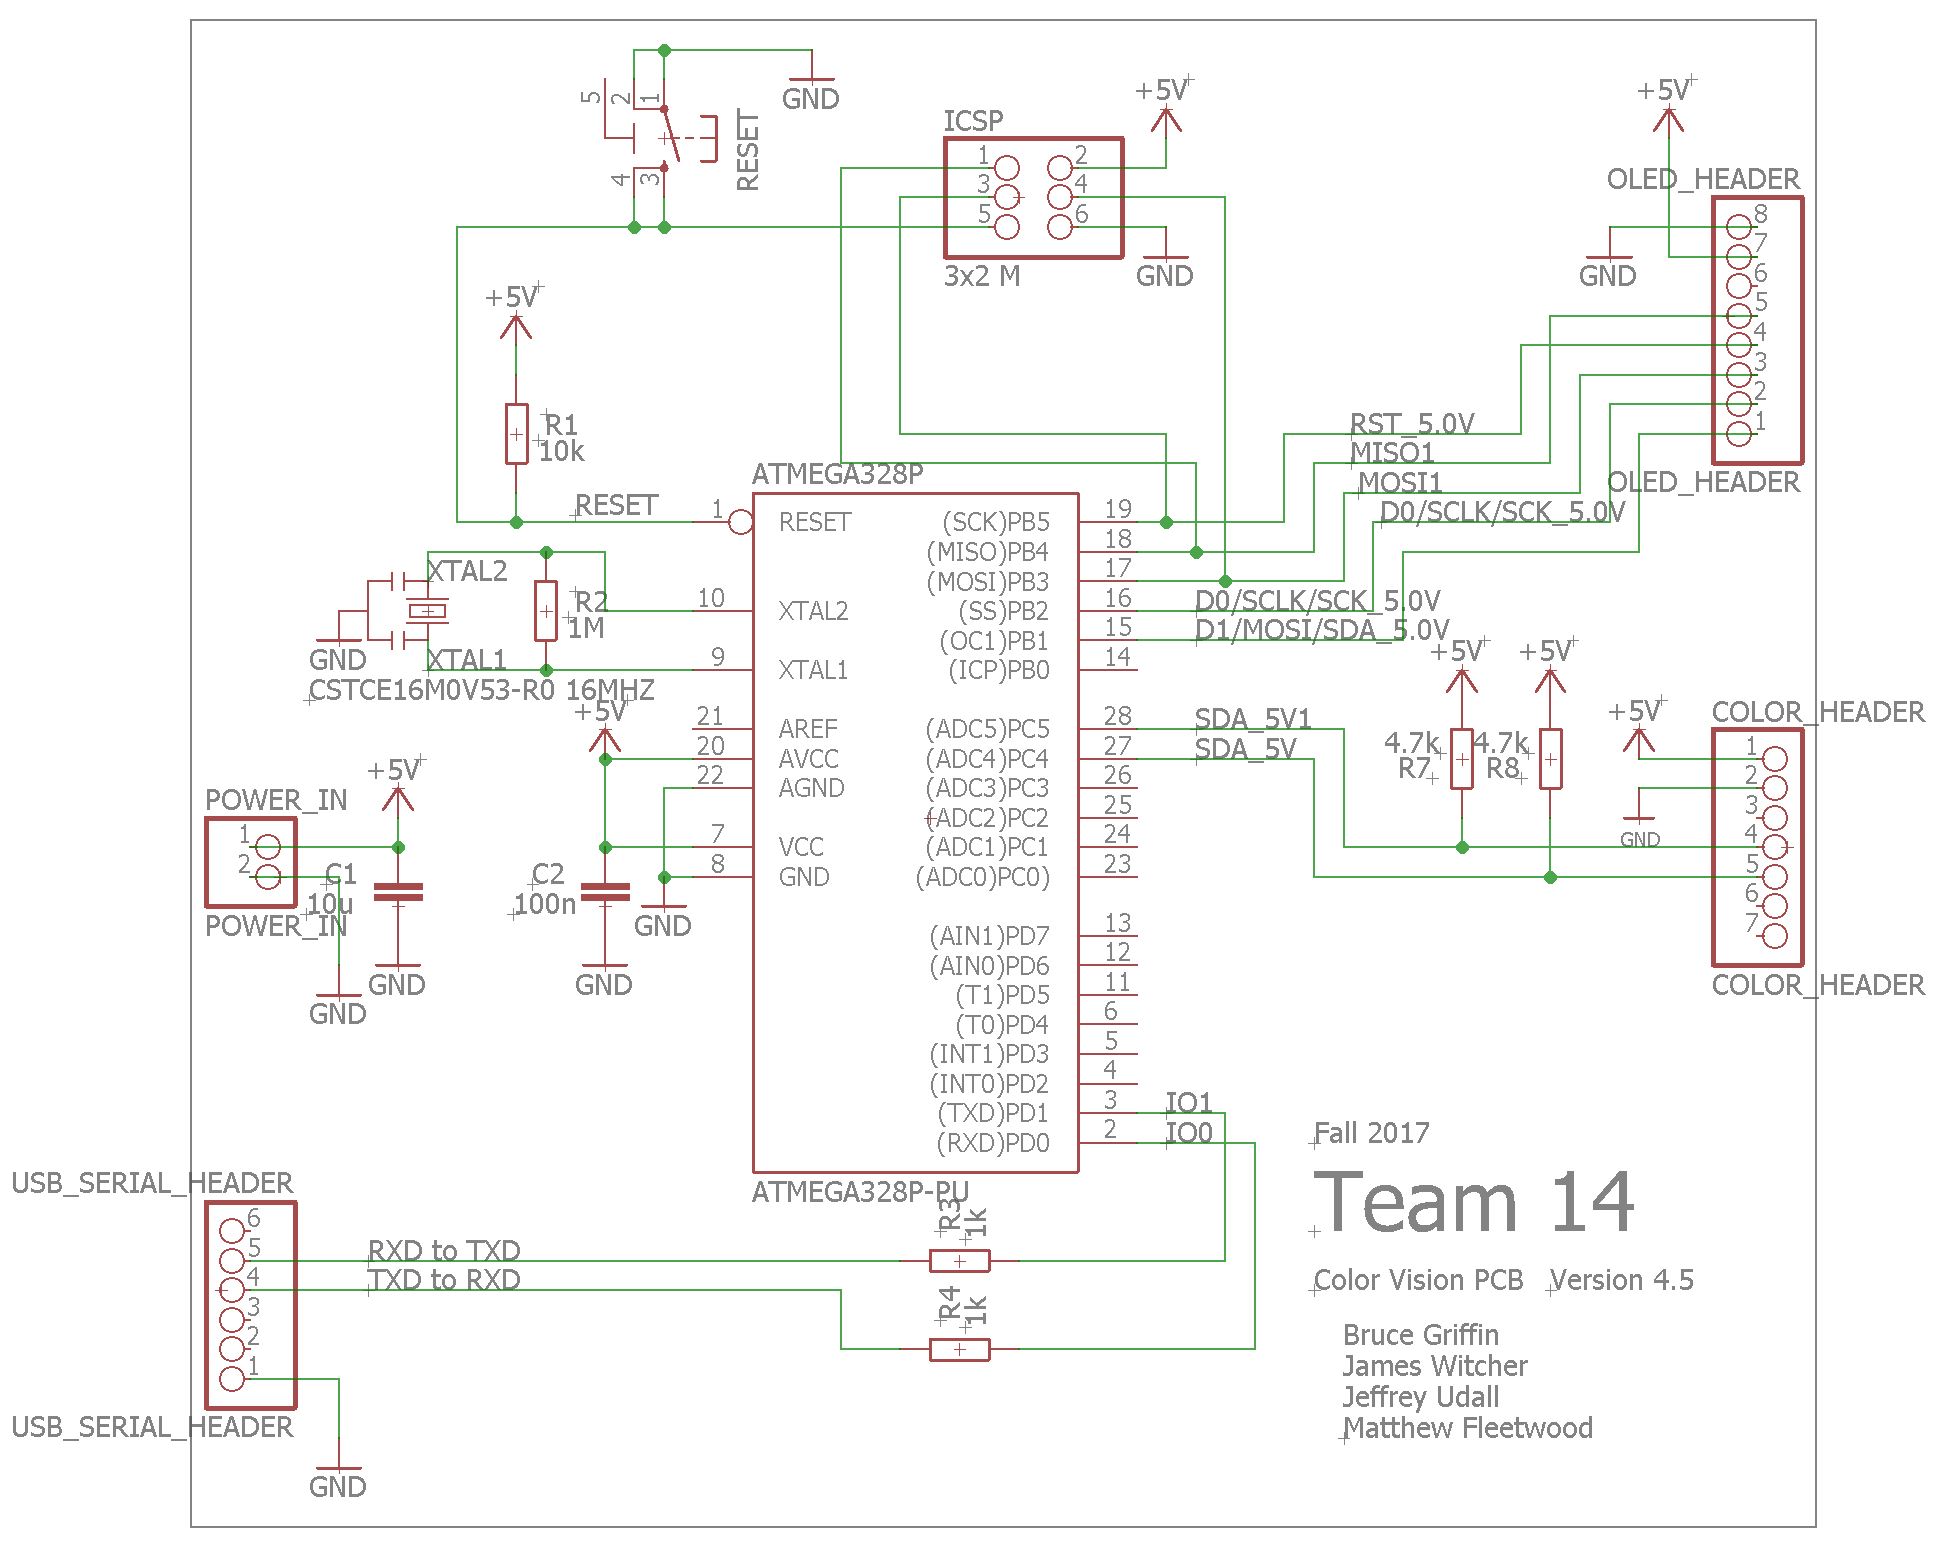 5
2
1
GND
4
3
RESET
ICSP
1
2
3
4
5
6
3x2 M
+5V
GND
+5V
OLED_HEADER
8
7
6
5
4
3
2
1
OLED_HEADER
GND
+5V
R1
10k
RESET
XTAL2
R2
1M
GND
XTAL1
CSTCE16M0V53-R0 16MHZ
+5V
+5V
POWER_IN
1
2
POWER_IN
C1
10u
GND
GND
C2
100n
GND
GND
ATMEGA328P
1
RESET
10
XTAL2
9
XTAL1
21
AREF
20
AVCC
22
AGND
7
VCC
8
GND
(SCK)PB5
19
(MISO)PB4
18
(MOSI)PB3
17
(SS)PB2
16
(OC1)PB1
15
(ICP)PB0
14
(ADC5)PC5
28
(ADC4)PC4
27
(ADC3)PC3
26
(ADC2)PC2
25
(ADC1)PC1
24
(ADC0)PC0)
23
(AIN1)PD7
13
(AIN0)PD6
12
(T1)PD5
11
(T0)PD4
6
(INT1)PD3
5
(INT0)PD2
4
(TXD)PD1
3
(RXD)PD0
2
ATMEGA328P-PU
RST_5.0V
MISO1
MOSI1
D0/SCLK/SCK_5.0V
D0/SCLK/SCK_5.0V
D1/MOSI/SDA_5.0V
SDA_5V1
SDA_5V
+5V
+5V
4.7k
R7
4.7k
R8
+5V
GND
COLOR_HEADER
1
2
3
4
5
6
7
COLOR_HEADER
IO1
IO0
USB_SERIAL_HEADER
6
5
4
3
2
1
USB_SERIAL_HEADER
RXD to TXD
TXD to RXD
GND
R3
1k
R4
1k
Fall 2017
Team 14
Color Vision PCB Version 4.5
Bruce Griffin
James Witcher
Jeffrey Udall
Matthew Fleetwood